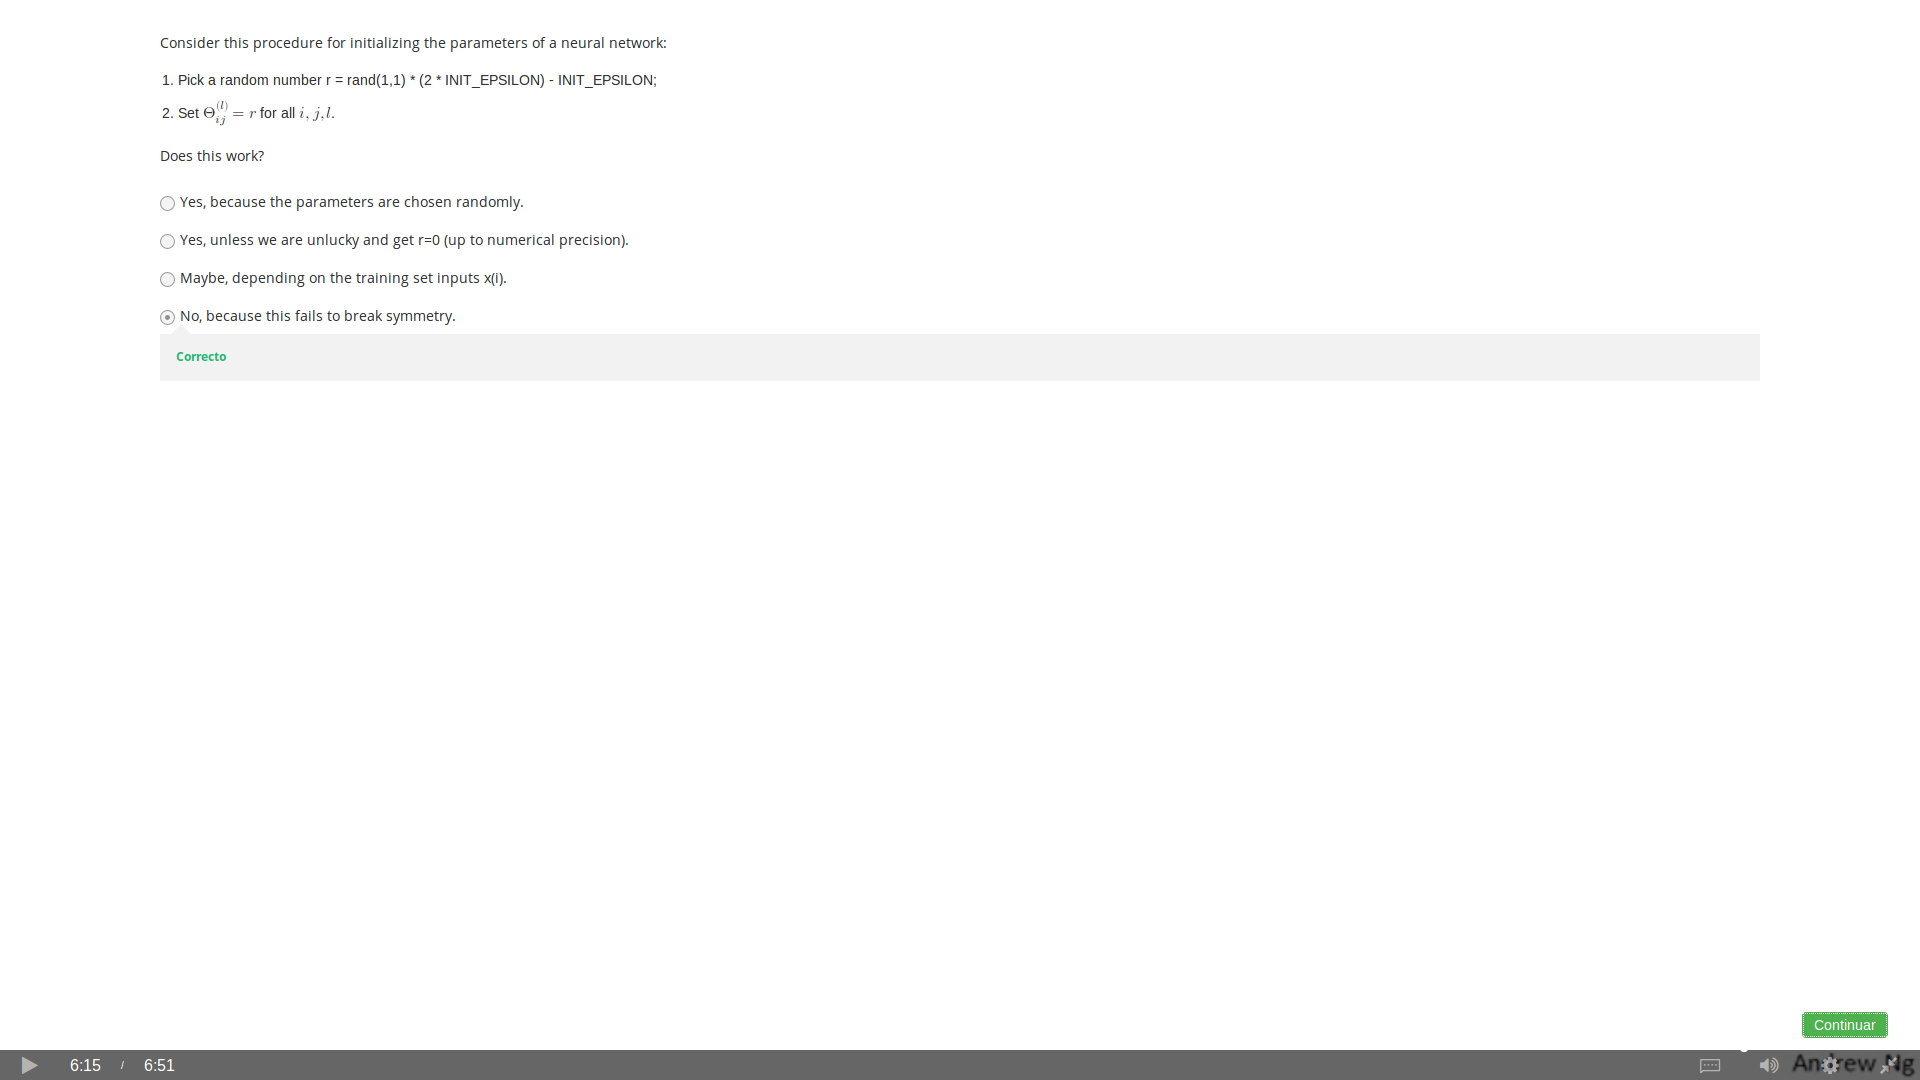 Consider this procedure for initializing the parameters of a neural network:
1. Pick a random number r = rand(1,1) * (2 * INIT_EPSILON) - INIT_EPSILON;
2. Set Θ_{ij}^{(l)} = r for all i, j, l.
Does this work?
Yes, because the parameters are chosen randomly.
Yes, unless we are unlucky and get r=0 (up to numerical precision).
Maybe, depending on the training set inputs x(i).
No, because this fails to break symmetry.
Correcto
Continuar
6:15 / 6:51
Andrew Ng